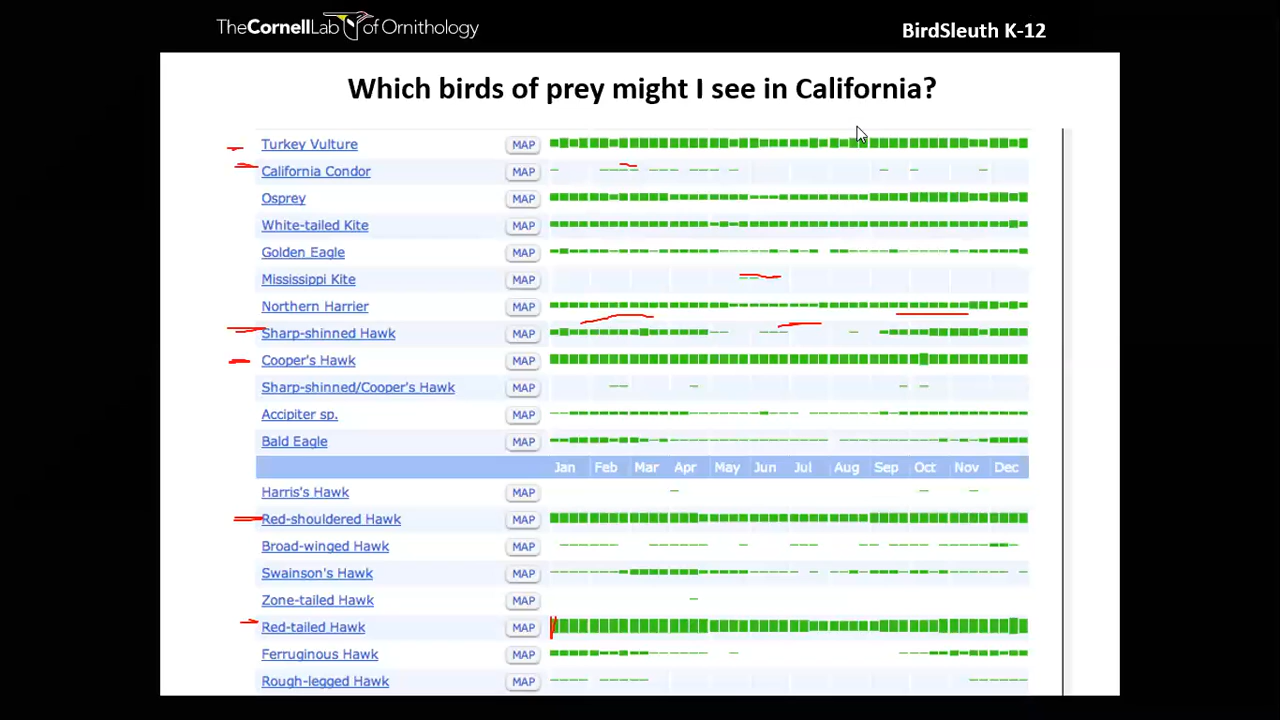 TheCornellLab of Ornithology
BirdSleuth K-12
Which birds of prey might I see in California?
Turkey Vulture MAP
California Condor MAP
Osprey MAP
White-tailed Kite MAP
Golden Eagle MAP
Mississippi Kite MAP
Northern Harrier MAP
Sharp-shinned Hawk MAP
Cooper's Hawk MAP
Sharp-shinned/Cooper's Hawk MAP
Accipiter sp. MAP
Bald Eagle MAP
Jan Feb Mar Apr May Jun Jul Aug Sep Oct Nov Dec
Harris's Hawk MAP
Red-shouldered Hawk MAP
Broad-winged Hawk MAP
Swainson's Hawk MAP
Zone-tailed Hawk MAP
Red-tailed Hawk MAP
Ferruginous Hawk MAP
Rough-legged Hawk MAP